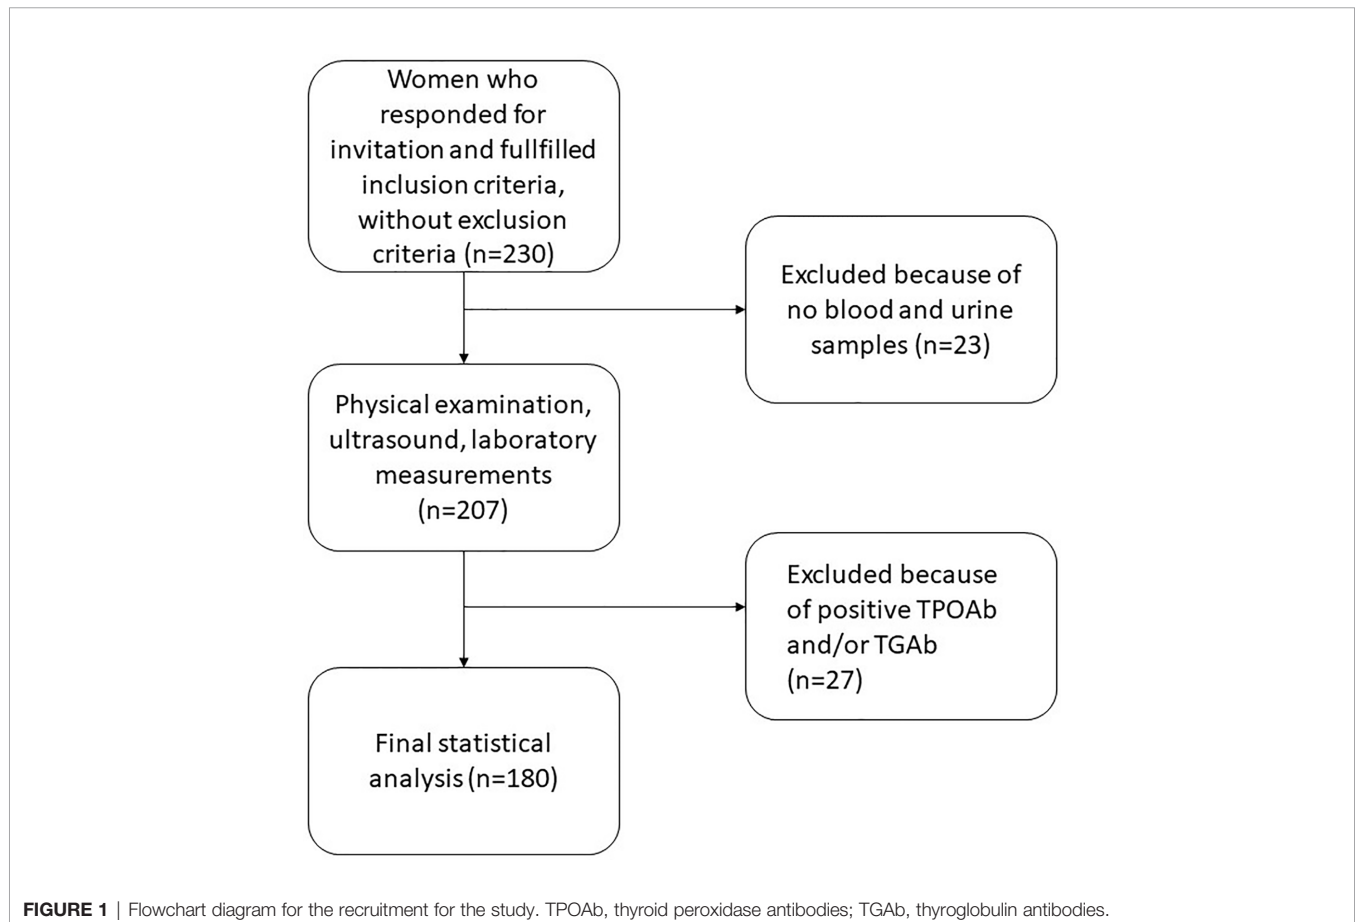 Women who
responded for
invitation and fullfilled
inclusion criteria,
without exclusion
criteria (n=230)
Excluded because of
no blood and urine
samples (n=23)
Physical examination,
ultrasound, laboratory
measurements
(n=207)
Excluded because
of positive TPOAb
and/or TGAb
(n=27)
Final statistical
analysis (n=180)
FIGURE 1 | Flowchart diagram for the recruitment for the study. TPOAb, thyroid peroxidase antibodies; TGAb, thyroglobulin antibodies.